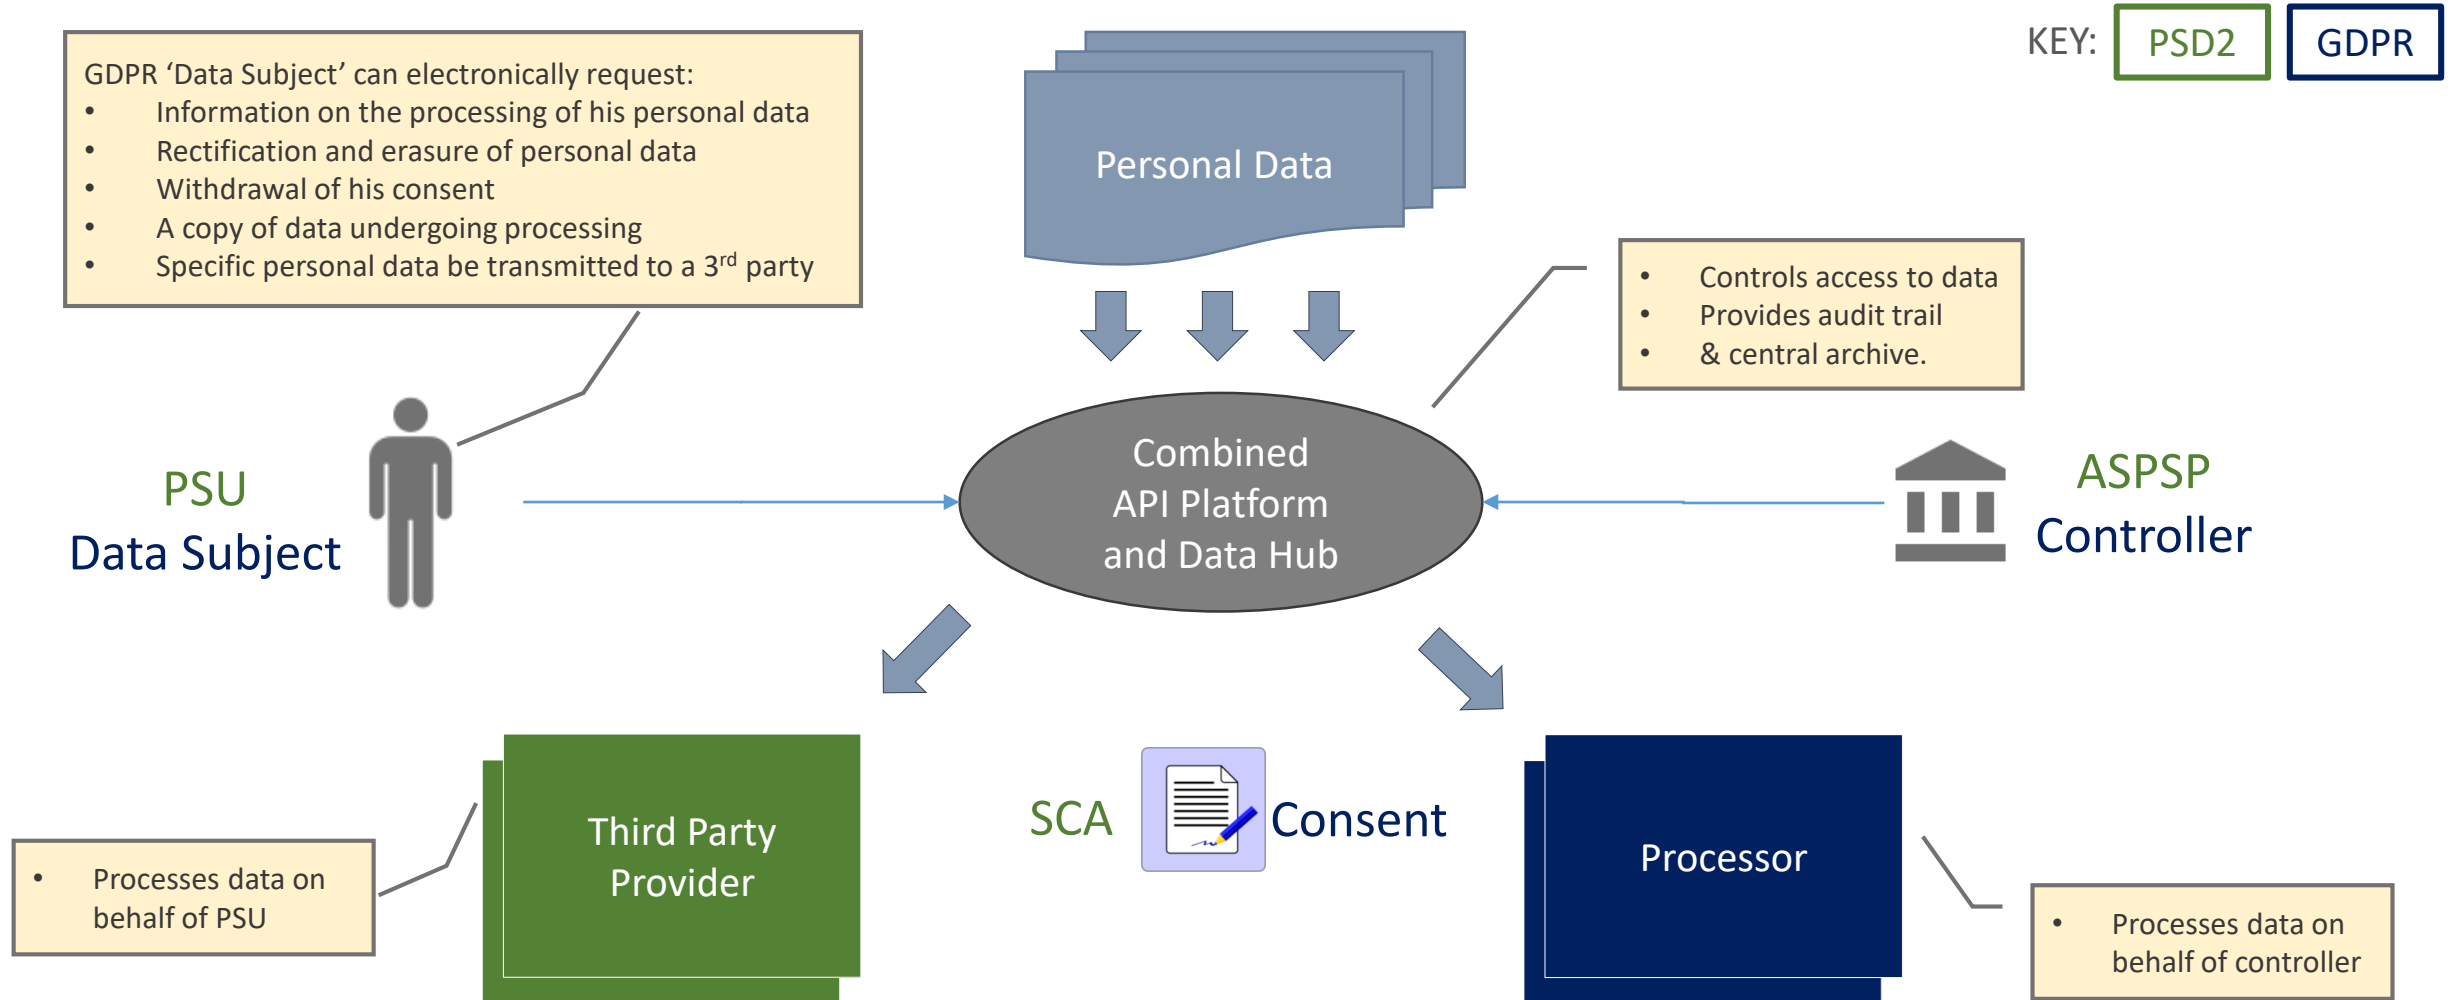 KEY:
PSD2
GDPR
GDPR ‘Data Subject’ can electronically request:
• Information on the processing of his personal data
• Rectification and erasure of personal data
• Withdrawal of his consent
• A copy of data undergoing processing
• Specific personal data be transmitted to a 3rd party
Personal Data
• Controls access to data
• Provides audit trail
• & central archive.
PSU
Data Subject
Combined
API Platform
and Data Hub
ASPSP
Controller
Third Party
Provider
SCA
Consent
Processor
• Processes data on
behalf of PSU
• Processes data on
behalf of controller